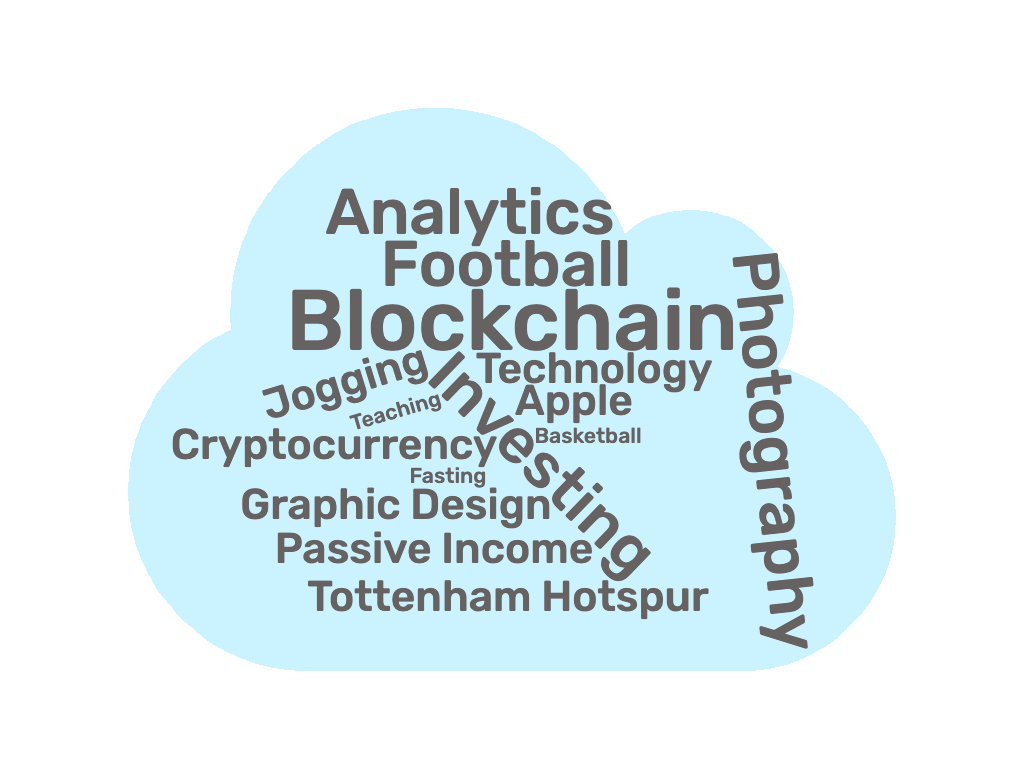 Analytics
Football
Blockchain
Photography
Jogging
Investing
Technology
Teaching
Apple
Cryptocurrency
Basketball
Fasting
Graphic Design
Passive Income
Tottenham Hotspur